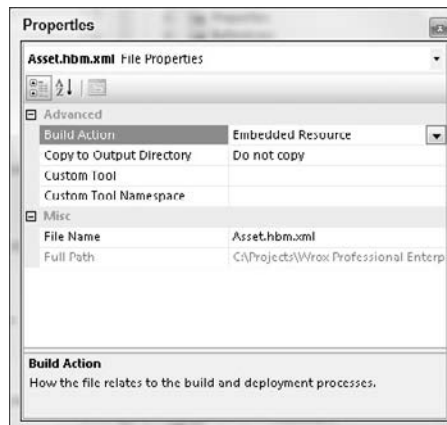 Properties
Asset.hbm.xml File Properties
Advanced
Build Action Embedded Resource
Copy to Output Directory Do not copy
Custom Tool
Custom Tool Namespace
Misc
File Name Asset.hbm.xml
Full Path C:\Projects\Wrox Professional Enterp
Build Action
How the file relates to the build and deployment processes.